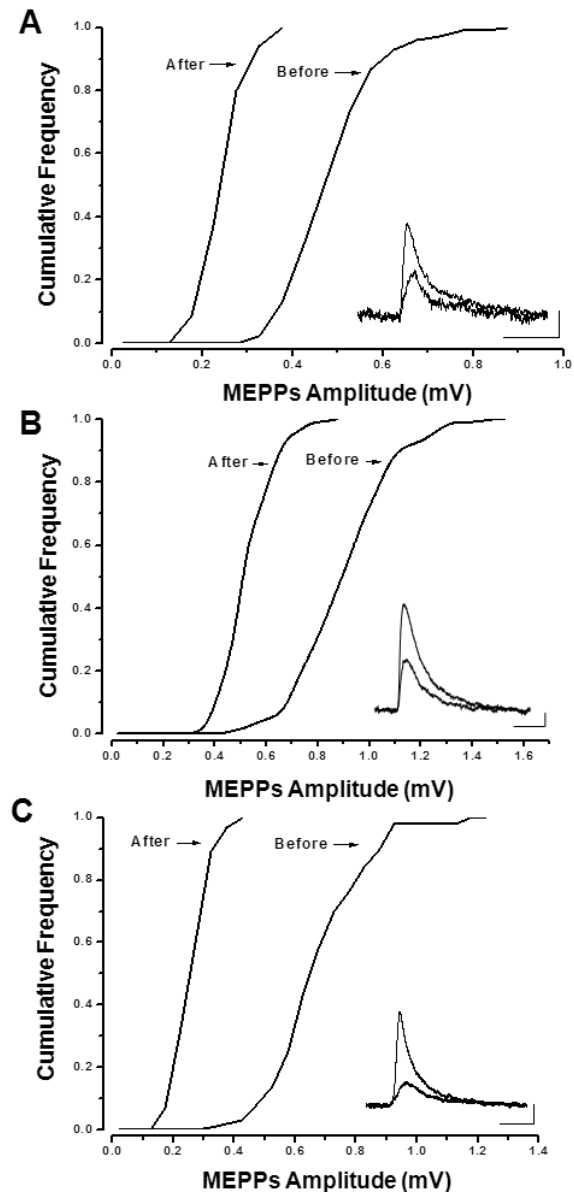 A
1.0
After
Before
0.8
0.6
0.4
0.2
0.0
Cumulative Frequency
0.0 0.2 0.4 0.6 0.8 1.0
MEPPs Amplitude (mV)
B
1.0
After
Before
0.8
0.6
0.4
0.2
0.0
Cumulative Frequency
0.0 0.2 0.4 0.6 0.8 1.0 1.2 1.4 1.6
MEPPs Amplitude (mV)
C
1.0
After
Before
0.8
0.6
0.4
0.2
0.0
Cumulative Frequency
0.0 0.2 0.4 0.6 0.8 1.0 1.2 1.4
MEPPs Amplitude (mV)